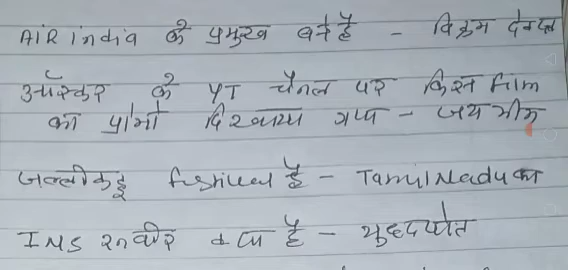 AIR India के प्रमुख बने है - विक्रम देवदत्त
ऑस्कर के YT चैनल पर किस film
का प्रोमो दिखाया गया - जय भीम
जल्लीकट्टू festival है - Tamil Nadu का
INS रनवीर क्या है - युद्धपोत